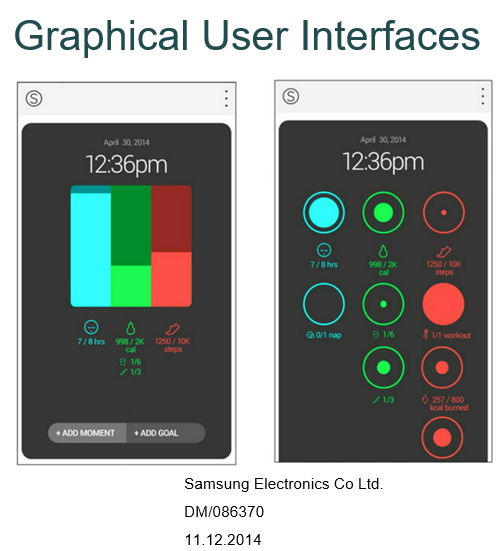 Graphical User Interfaces
S
April 30, 2014
12:36pm
7 / 8 hrs
998 / 2K
cal
1250 / 10K
steps
1/6
1/3
+ ADD MOMENT
+ ADD GOAL
S
April 30, 2014
12:36pm
7 / 8 hrs
998 / 2K
cal
1250 / 10K
steps
0/1 nap
1/6
1/1 workout
1/3
257 / 800
kcal burned
Samsung Electronics Co Ltd.
DM/086370
11.12.2014